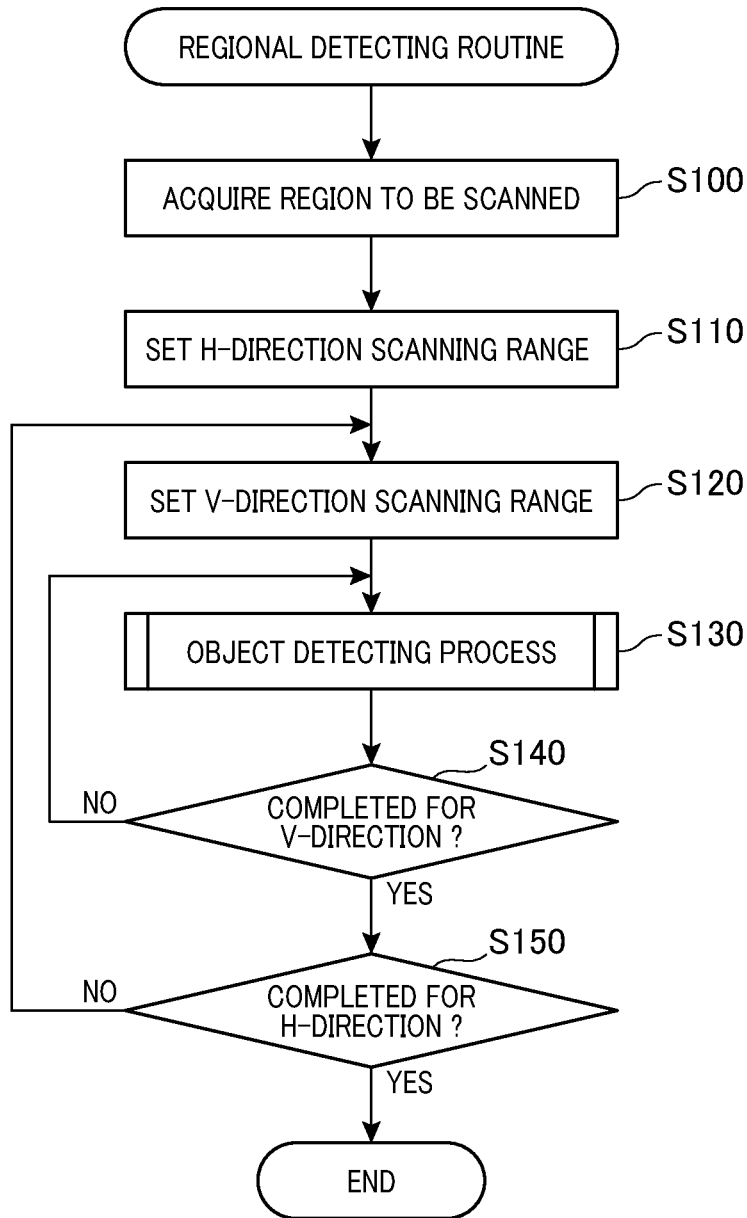 REGIONAL DETECTING ROUTINE
ACQUIRE REGION TO BE SCANNED
S100
SET H-DIRECTION SCANNING RANGE
S110
SET V-DIRECTION SCANNING RANGE
S120
OBJECT DETECTING PROCESS
S130
S140
NO
COMPLETED FOR
V-DIRECTION ?
YES
S150
NO
COMPLETED FOR
H-DIRECTION ?
YES
END